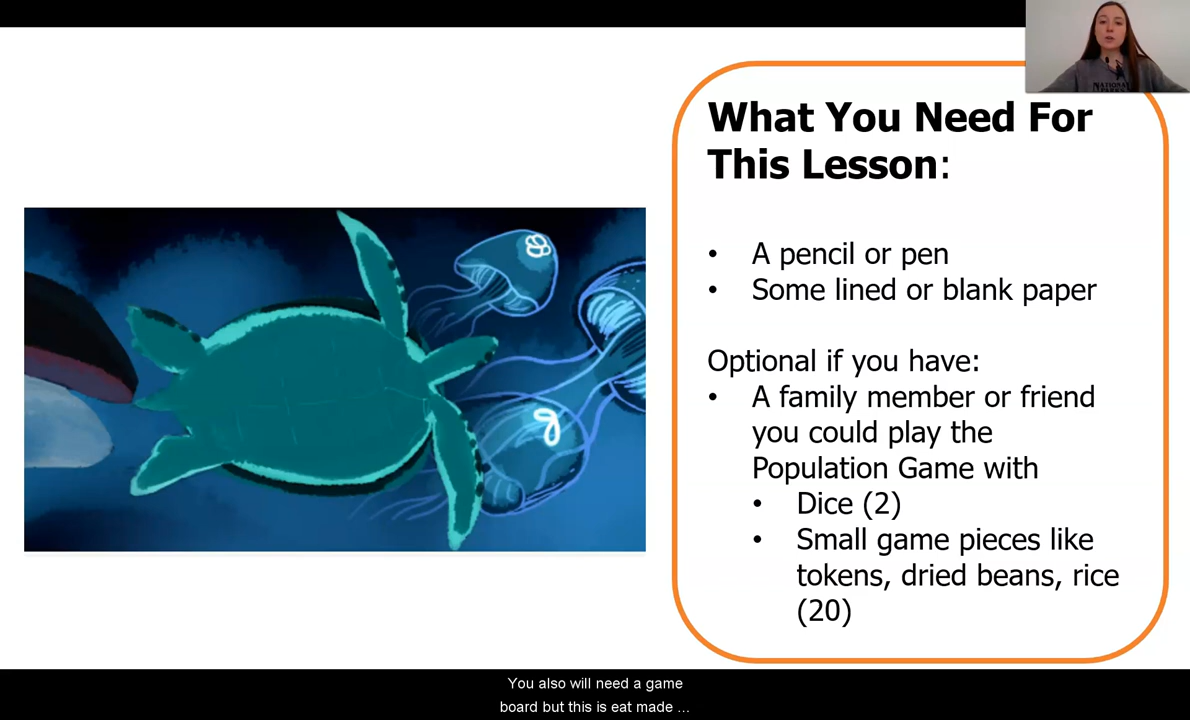 What You Need For
This Lesson:
• A pencil or pen
• Some lined or blank paper
Optional if you have:
• A family member or friend
you could play the
Population Game with
• Dice (2)
• Small game pieces like
tokens, dried beans, rice
(20)
You also will need a game
board but this is eat made ...